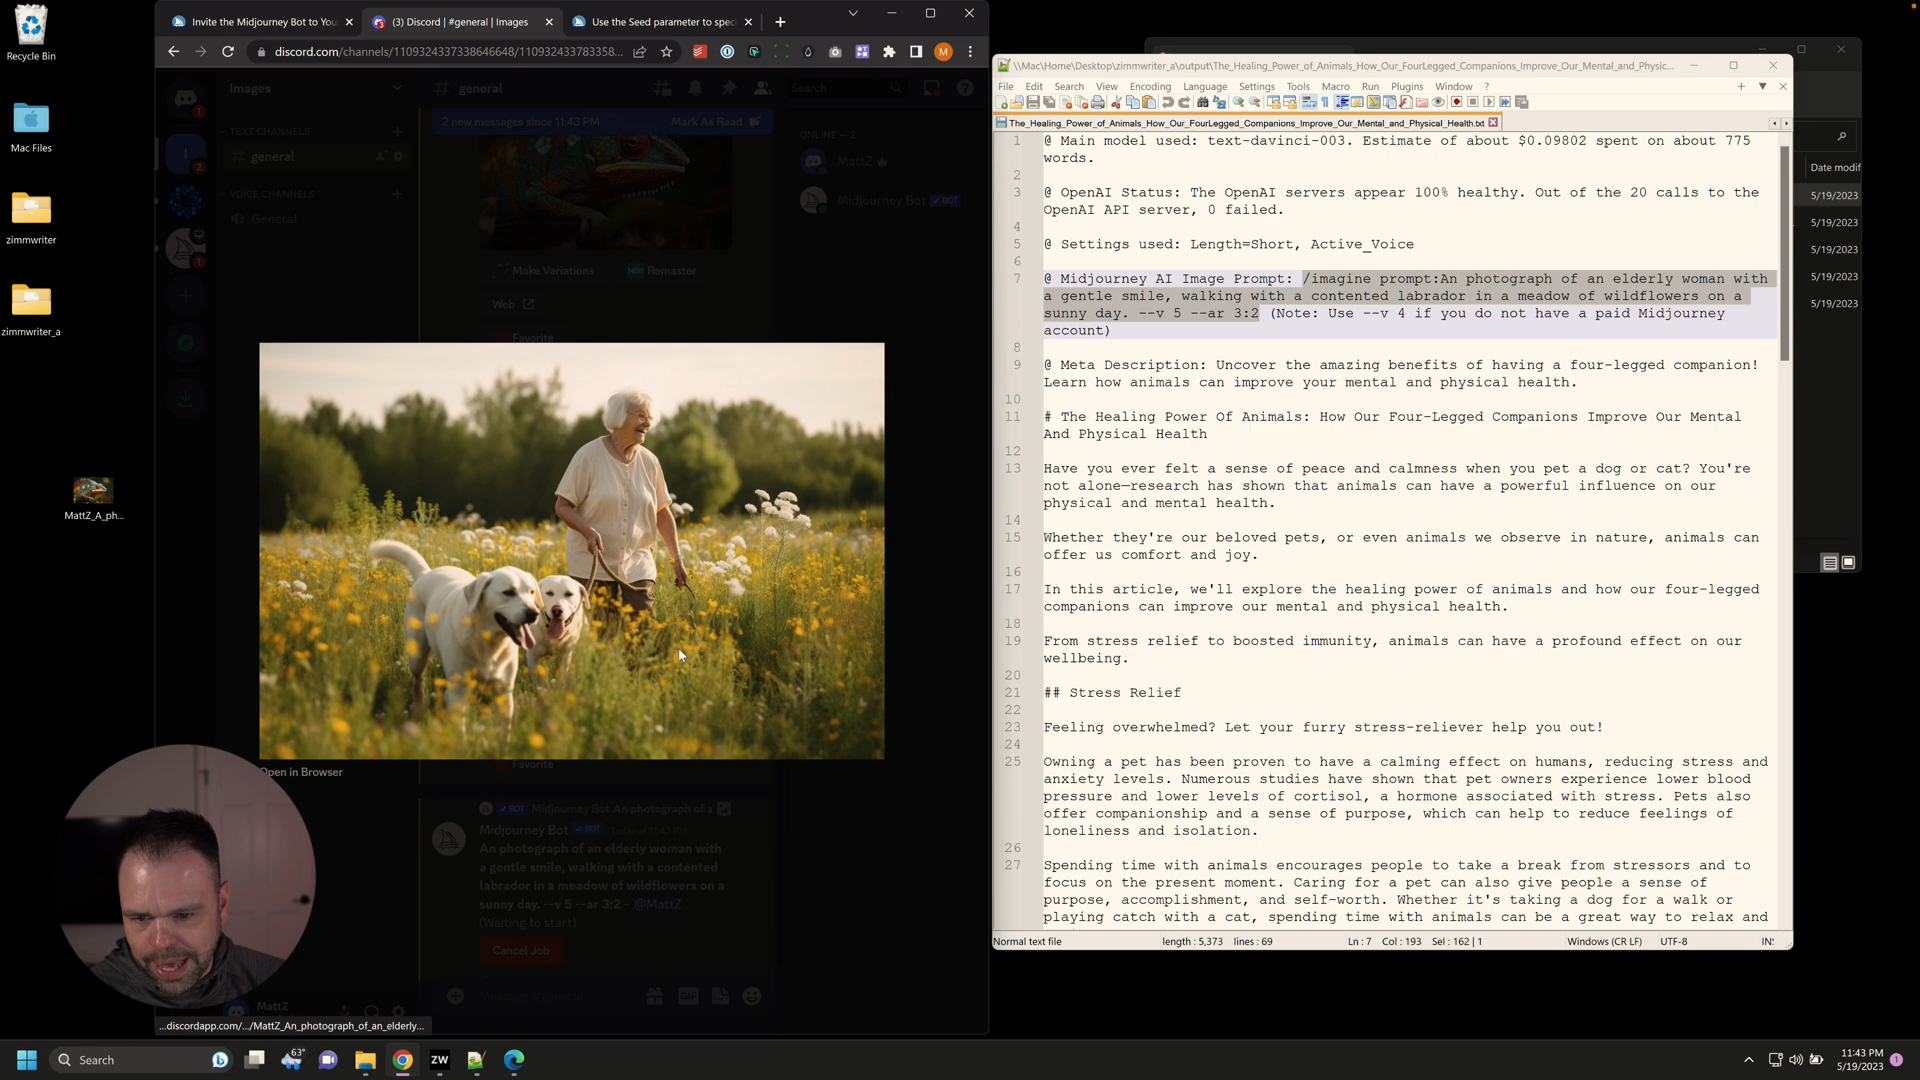 Recycle Bin
Mac Files
zimmwriter
zimmwriter_a
MattZ_A_ph...
Invite the Midjourney Bot to You
(3) Discord | #general | Images
Use the Seed parameter to spec
discord.com/channels/1109324337338646648/110932433783358...
Images
general
Search
2 new messages since 11:43 PM
Mark As Read
TEXT CHANNELS
general
VOICE CHANNELS
General
ONLINE — 2
MattZ
Midjourney Bot
BOT
Make Variations
Remaster
Web
Favorite
Open in Browser
Favorite
BOT Midjourney Bot An photograph of a
Midjourney Bot BOT Today at 11:43 PM
An photograph of an elderly woman with
a gentle smile, walking with a contented
labrador in a meadow of wildflowers on a
sunny day. --v 5 --ar 3:2 - @MattZ
(Waiting to start)
Cancel Job
Message #general
GIF
MattZ
...discordapp.com/.../MattZ_An_photograph_of_an_elderly...
\\Mac\Home\Desktop\zimmwriter_a\output\The_Healing_Power_of_Animals_How_Our_FourLegged_Companions_Improve_Our_Mental_and_Physic...
File Edit Search View Encoding Language Settings Tools Macro Run Plugins Window ?
The_Healing_Power_of_Animals_How_Our_FourLegged_Companions_Improve_Our_Mental_and_Physical_Health.txt
1 @ Main model used: text-davinci-003. Estimate of about $0.09802 spent on about 775
words.
2
3 @ OpenAI Status: The OpenAI servers appear 100% healthy. Out of the 20 calls to the
OpenAI API server, 0 failed.
4
5 @ Settings used: Length=Short, Active_Voice
6
7 @ Midjourney AI Image Prompt: /imagine prompt:An photograph of an elderly woman with
a gentle smile, walking with a contented labrador in a meadow of wildflowers on a
sunny day. --v 5 --ar 3:2 (Note: Use --v 4 if you do not have a paid Midjourney
account)
8
9 @ Meta Description: Uncover the amazing benefits of having a four-legged companion!
Learn how animals can improve your mental and physical health.
10
11 # The Healing Power Of Animals: How Our Four-Legged Companions Improve Our Mental
And Physical Health
12
13 Have you ever felt a sense of peace and calmness when you pet a dog or cat? You're
not alone—research has shown that animals can have a powerful influence on our
physical and mental health.
14
15 Whether they're our beloved pets, or even animals we observe in nature, animals can
offer us comfort and joy.
16
17 In this article, we'll explore the healing power of animals and how our four-legged
companions can improve our mental and physical health.
18
19 From stress relief to boosted immunity, animals can have a profound effect on our
wellbeing.
20
21 ## Stress Relief
22
23 Feeling overwhelmed? Let your furry stress-reliever help you out!
24
25 Owning a pet has been proven to have a calming effect on humans, reducing stress and
anxiety levels. Numerous studies have shown that pet owners experience lower blood
pressure and lower levels of cortisol, a hormone associated with stress. Pets also
offer companionship and a sense of purpose, which can help to reduce feelings of
loneliness and isolation.
26
27 Spending time with animals encourages people to take a break from stressors and to
focus on the present moment. Caring for a pet can also give people a sense of
purpose, accomplishment, and self-worth. Whether it's taking a dog for a walk or
playing catch with a cat, spending time with animals can be a great way to relax and
Normal text file length : 5,373 lines : 69 Ln : 7 Col : 193 Sel : 162 | 1 Windows (CR LF) UTF-8 IN
Date modif
5/19/2023
5/19/2023
5/19/2023
5/19/2023
5/19/2023
Search
63°
ZW
11:43 PM
5/19/2023
1